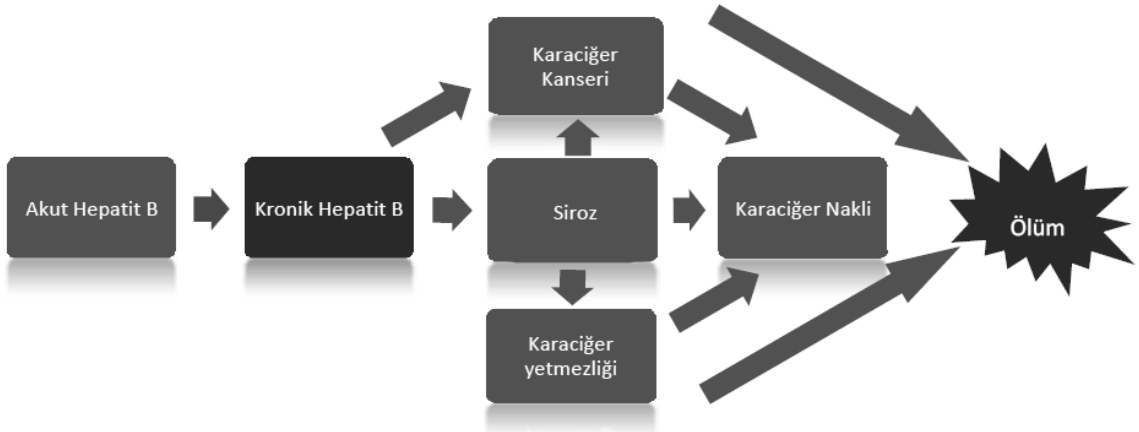 Karaciğer
Kanseri
Akut Hepatit B
Kronik Hepatit B
Siroz
Karaciğer Nakli
Ölüm
Karaciğer
yetmezliği